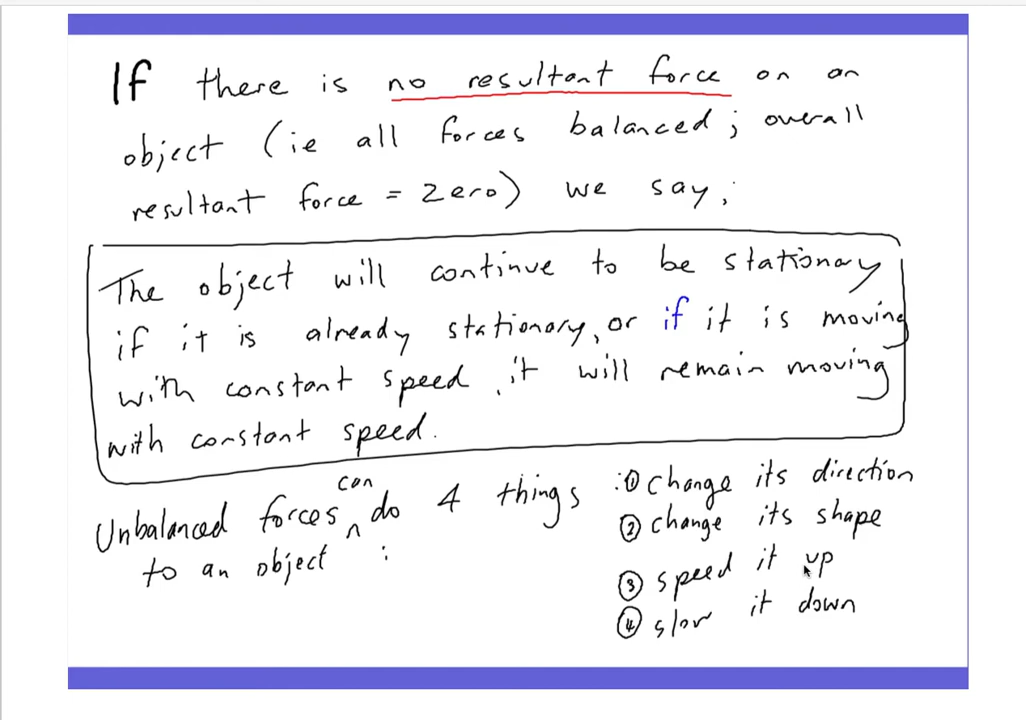 If there is no resultant force on an
object (ie all forces balanced; overall
resultant force = zero) we say;
The object will continue to be stationary
if it is already stationary, or if it is moving
with constant speed, it will remain moving
with constant speed.
Unbalanced forces can do 4 things
to an object :
:① change its direction
② change its shape
③ speed it up
④ slow it down